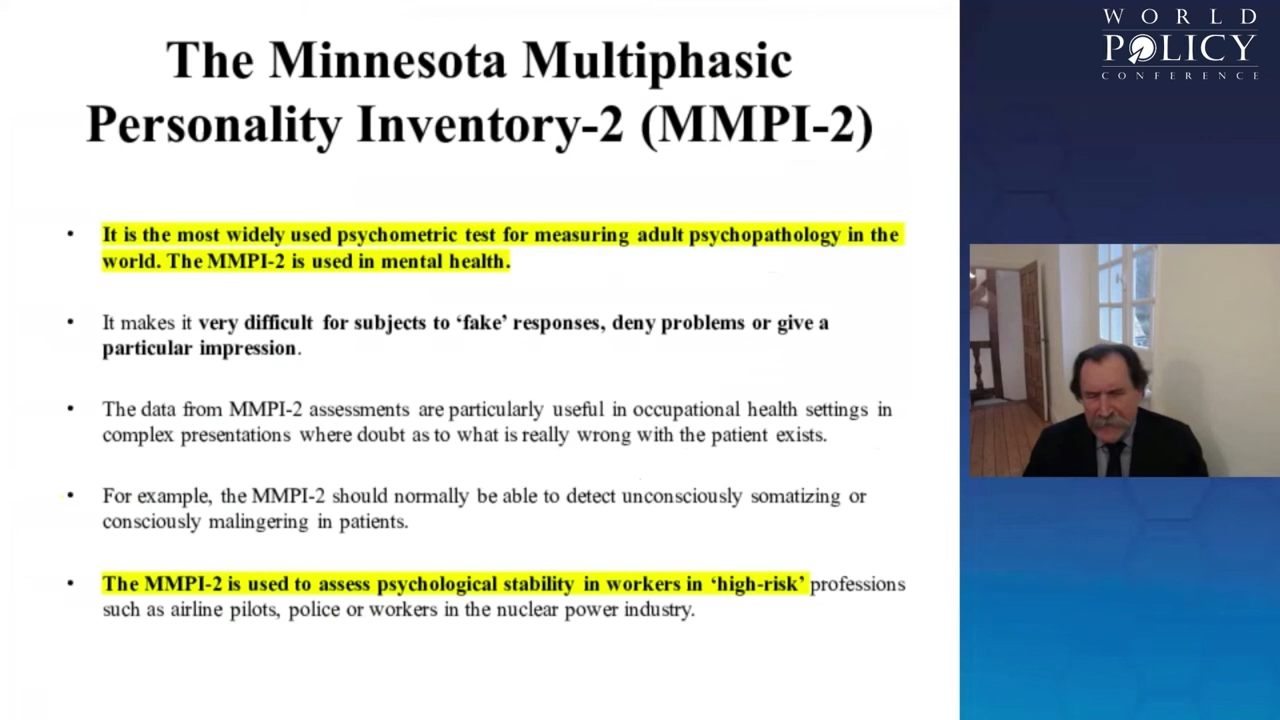 The Minnesota Multiphasic
Personality Inventory-2 (MMPI-2)
• It is the most widely used psychometric test for measuring adult psychopathology in the
world. The MMPI-2 is used in mental health.
• It makes it very difficult for subjects to ‘fake’ responses, deny problems or give a
particular impression.
• The data from MMPI-2 assessments are particularly useful in occupational health settings in
complex presentations where doubt as to what is really wrong with the patient exists.
• For example, the MMPI-2 should normally be able to detect unconsciously somatizing or
consciously malingering in patients.
• The MMPI-2 is used to assess psychological stability in workers in ‘high-risk’ professions
such as airline pilots, police or workers in the nuclear power industry.
WORLD
POLICY
CONFERENCE